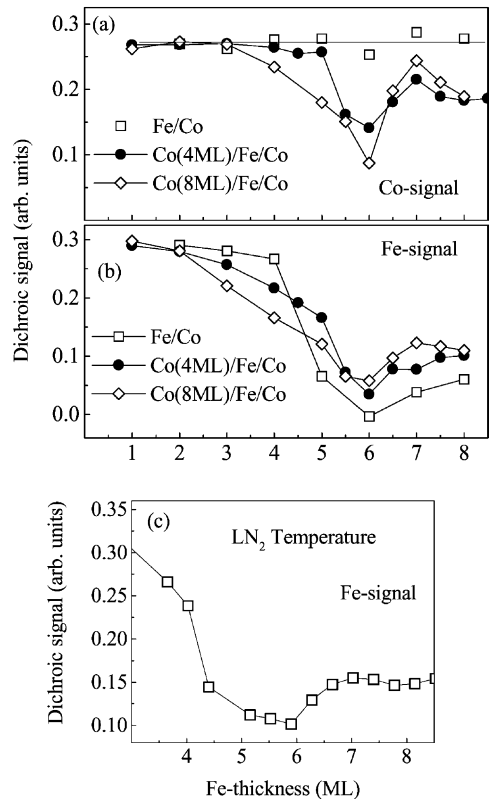 (a)
0.3
0.2
0.1
Fe/Co
Co(4ML)/Fe/Co
Co(8ML)/Fe/Co
Co-signal
Dichroic signal (arb. units)
0.3
0.2
0.1
0.0
(b)
Fe-signal
Fe/Co
Co(4ML)/Fe/Co
Co(8ML)/Fe/Co
1 2 3 4 5 6 7 8
(c)
LN2 Temperature
Fe-signal
0.35
0.30
0.25
0.20
0.15
0.10
Dichroic signal (arb. units)
4 5 6 7 8
Fe-thickness (ML)